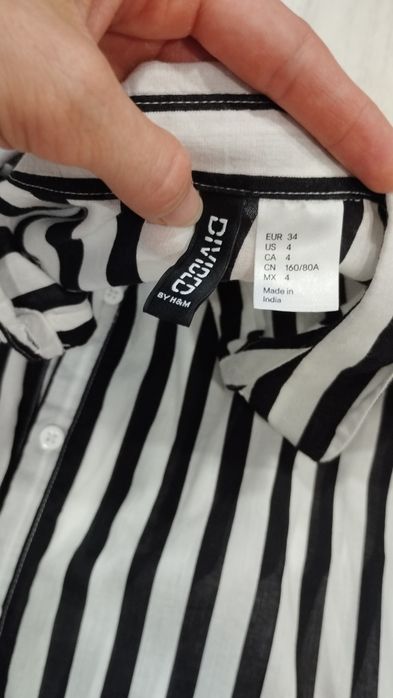 DIVIDED
BY H&M
EUR 34
US 4
CA 4
CN 160/80A
MX 4
Made in
India